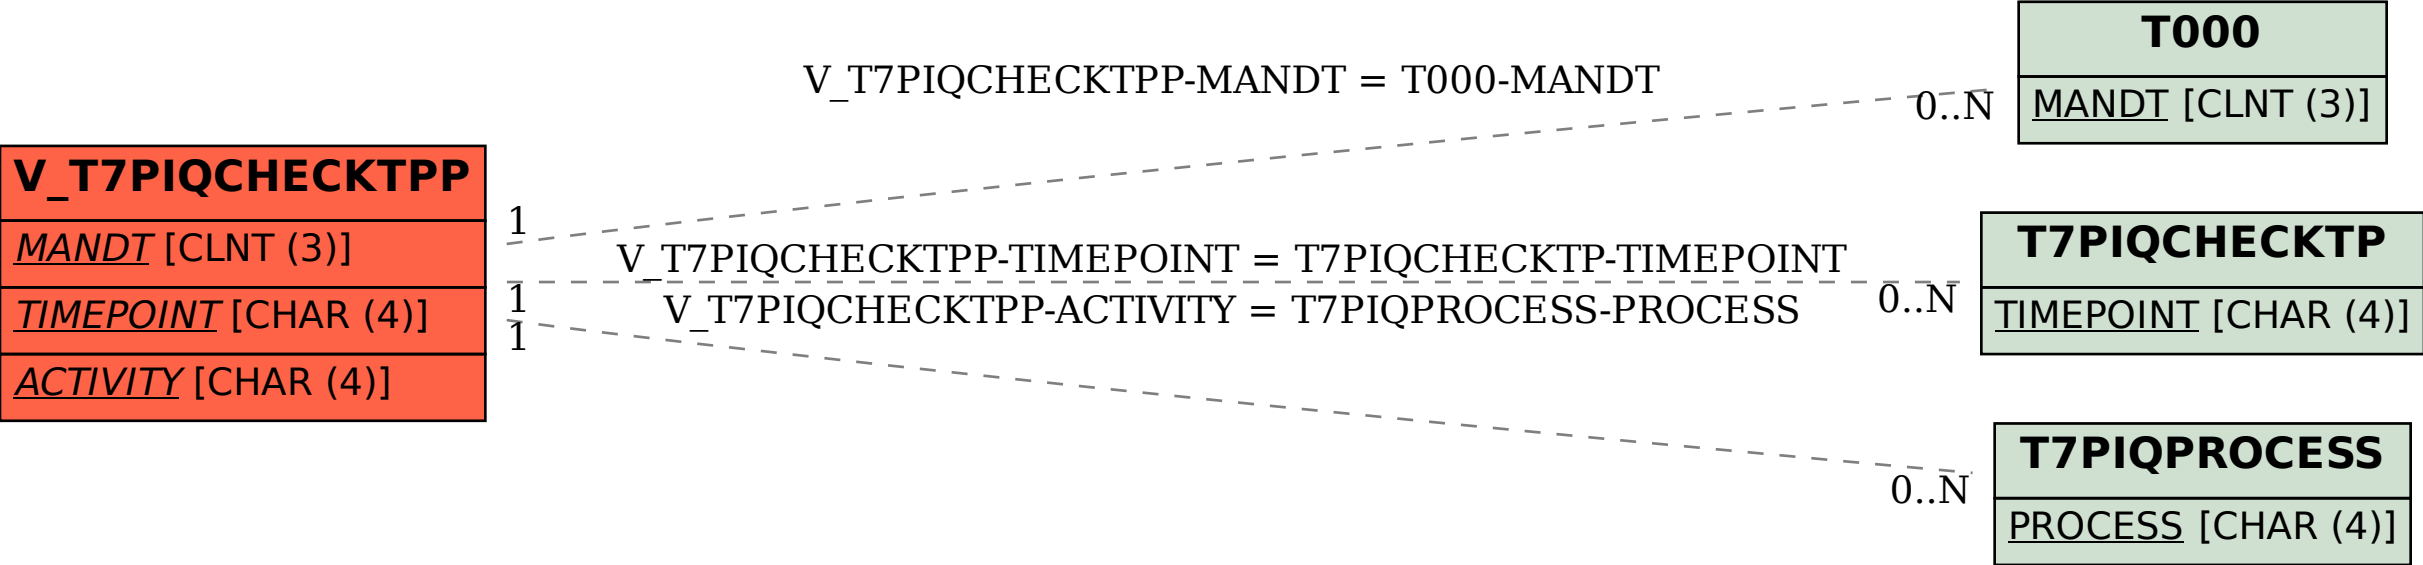 T000
MANDT [CLNT (3)]
V_T7PIQCHECKTPP-MANDT = T000-MANDT
0..N
V_T7PIQCHECKTPP
MANDT [CLNT (3)]
TIMEPOINT [CHAR (4)]
ACTIVITY [CHAR (4)]
1
V_T7PIQCHECKTPP-TIMEPOINT = T7PIQCHECKTP-TIMEPOINT
1
0..N
T7PIQCHECKTP
TIMEPOINT [CHAR (4)]
V_T7PIQCHECKTPP-ACTIVITY = T7PIQPROCESS-PROCESS
1
0..N
T7PIQPROCESS
PROCESS [CHAR (4)]